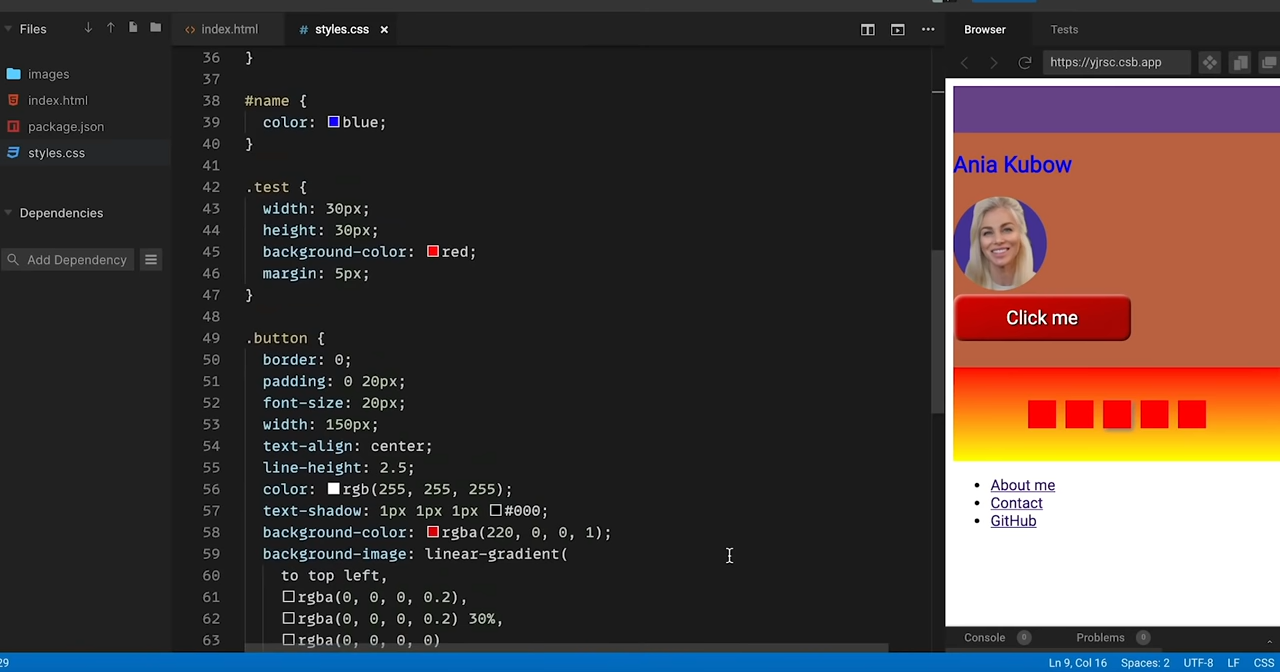 Files
index.html
styles.css
Browser
Tests
https://yjrsc.csb.app
images
index.html
package.json
styles.css
Dependencies
Add Dependency
36 }
37
38 #name {
39 color: blue;
40 }
41
42 .test {
43 width: 30px;
44 height: 30px;
45 background-color: red;
46 margin: 5px;
47 }
48
49 .button {
50 border: 0;
51 padding: 0 20px;
52 font-size: 20px;
53 width: 150px;
54 text-align: center;
55 line-height: 2.5;
56 color: rgb(255, 255, 255);
57 text-shadow: 1px 1px 1px #000;
58 background-color: rgba(220, 0, 0, 1);
59 background-image: linear-gradient(
60 to top left,
61 rgba(0, 0, 0, 0.2),
62 rgba(0, 0, 0, 0.2) 30%,
63 rgba(0, 0, 0, 0)
Ania Kubow
Click me
About me
Contact
GitHub
Console 0 Problems 0
29
Ln 9, Col 16 Spaces: 2 UTF-8 LF CSS